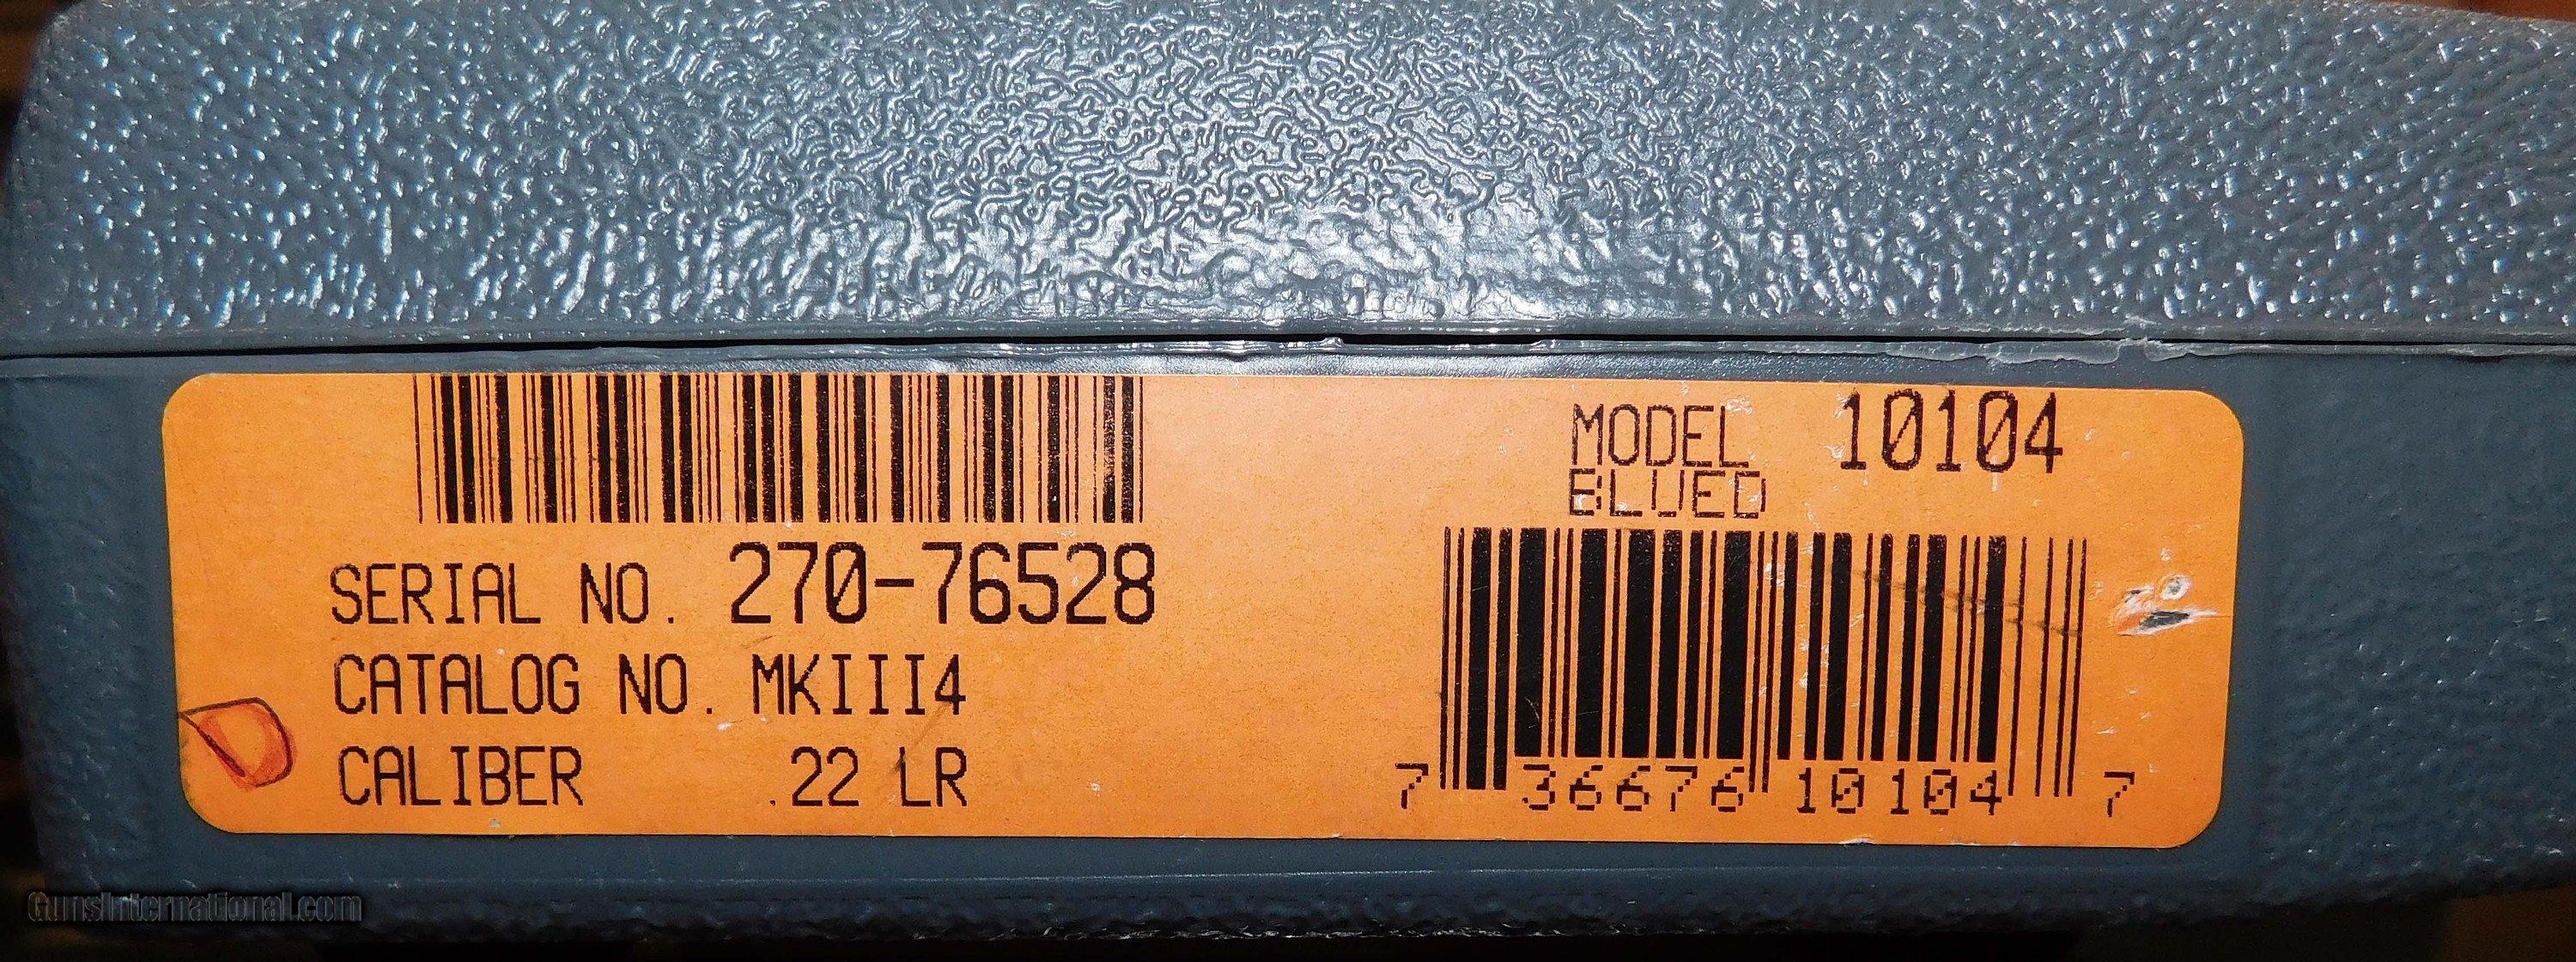 MODEL 10104
BLUED
SERIAL NO. 270-76528
CATALOG NO. MKIII4
CALIBER .22 LR
7 36676 10104 7
GunsInternational.com